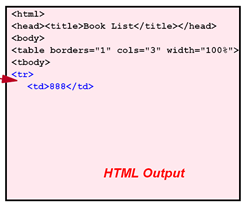 <html>
<head><title>Book List</title></head>
<body>
<table borders="1" cols="3" width="100%">
<tbody>
<tr>
<td>888</td>
HTML Output